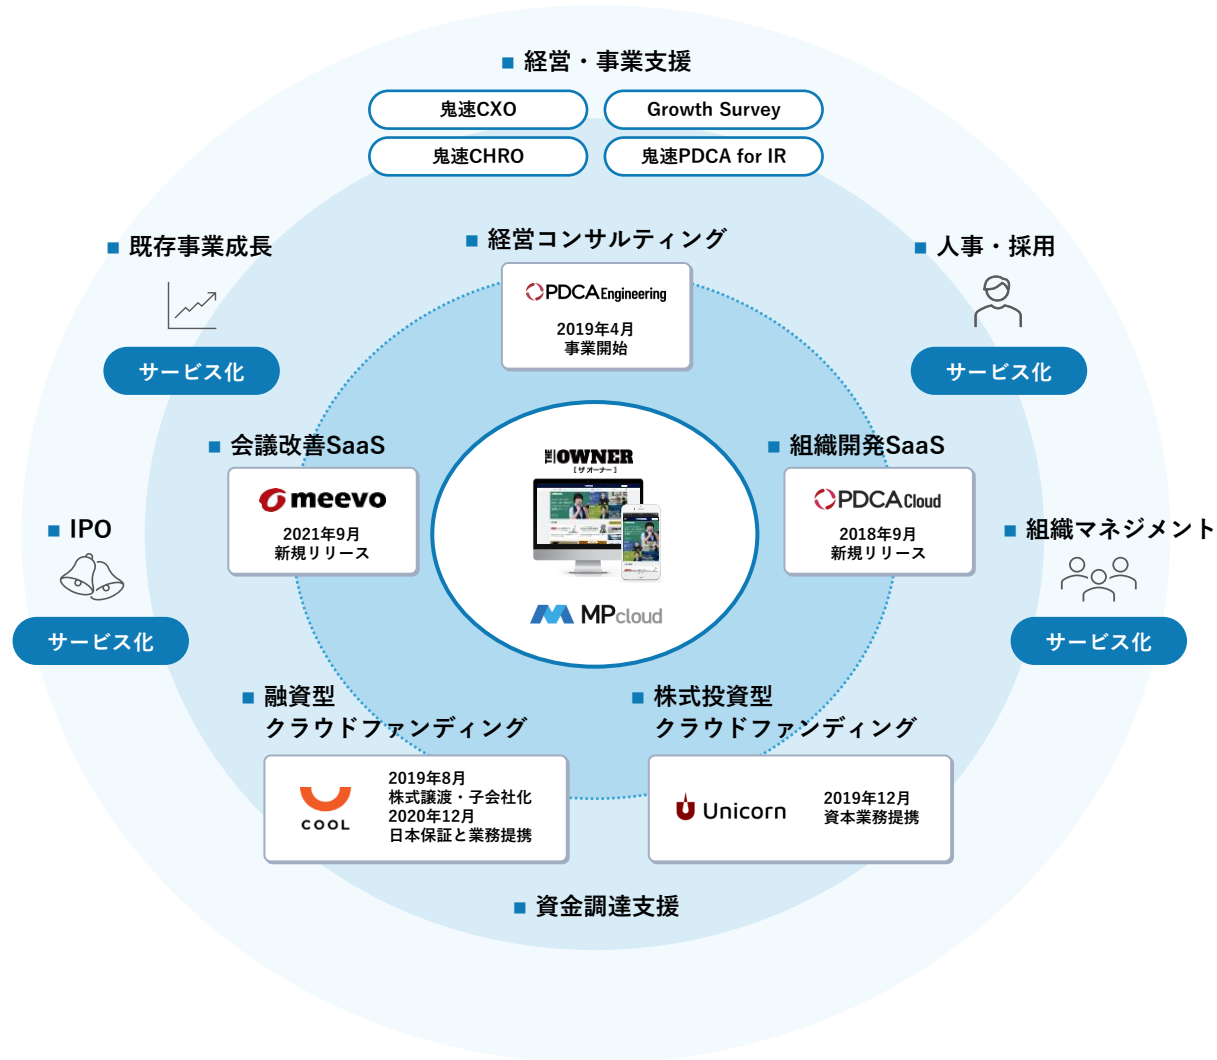 ■ 経営・事業支援
鬼速CXO
Growth Survey
鬼速CHRO
鬼速PDCA for IR
■ 既存事業成長
サービス化
■ 経営コンサルティング
PDCA Engineering
2019年4月
事業開始
■ 人事・採用
サービス化
■ 会議改善SaaS
meevo
2021年9月
新規リリース
THE OWNER
[ ザ オーナー ]
MPcloud
■ 組織開発SaaS
PDCA Cloud
2018年9月
新規リリース
■ IPO
サービス化
■ 組織マネジメント
サービス化
■ 融資型
クラウドファンディング
COOL
2019年8月
株式譲渡・子会社化
2020年12月
日本保証と業務提携
■ 株式投資型
クラウドファンディング
Unicorn
2019年12月
資本業務提携
■ 資金調達支援